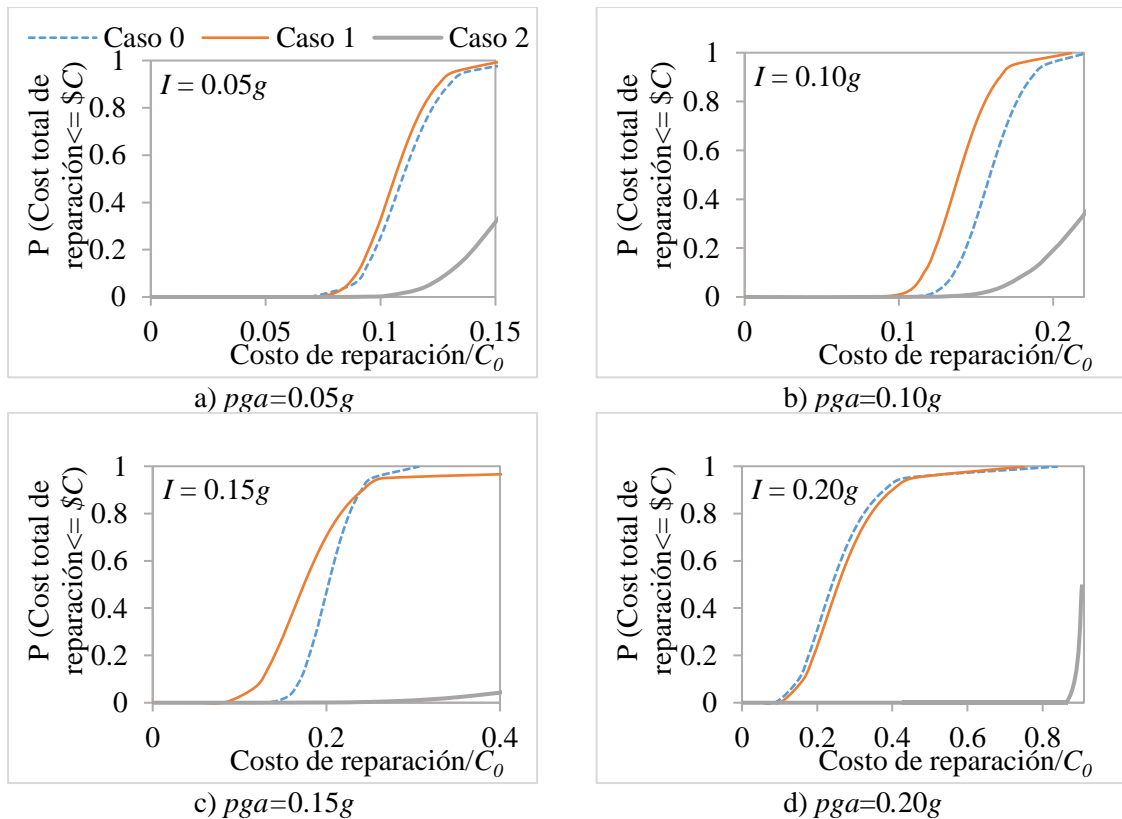 Caso 0 Caso 1 Caso 2
P (Cost total de
reparación<= $C)
1
0.8
0.6
0.4
0.2
0
I = 0.05g
0 0.05 0.1 0.15
Costo de reparación/C0
a) pga=0.05g
P (Cost total de
reparación<= $C)
1
0.8
0.6
0.4
0.2
0
I = 0.10g
0 0.1 0.2
Costo de reparación/C0
b) pga=0.10g
P (Cost total de
reparación<= $C)
1
0.8
0.6
0.4
0.2
0
I = 0.15g
0 0.2 0.4
Costo de reparación/C0
c) pga=0.15g
P (Cost total de
reparación<= $C)
1
0.8
0.6
0.4
0.2
0
I = 0.20g
0 0.2 0.4 0.6 0.8
Costo de reparación/C0
d) pga=0.20g